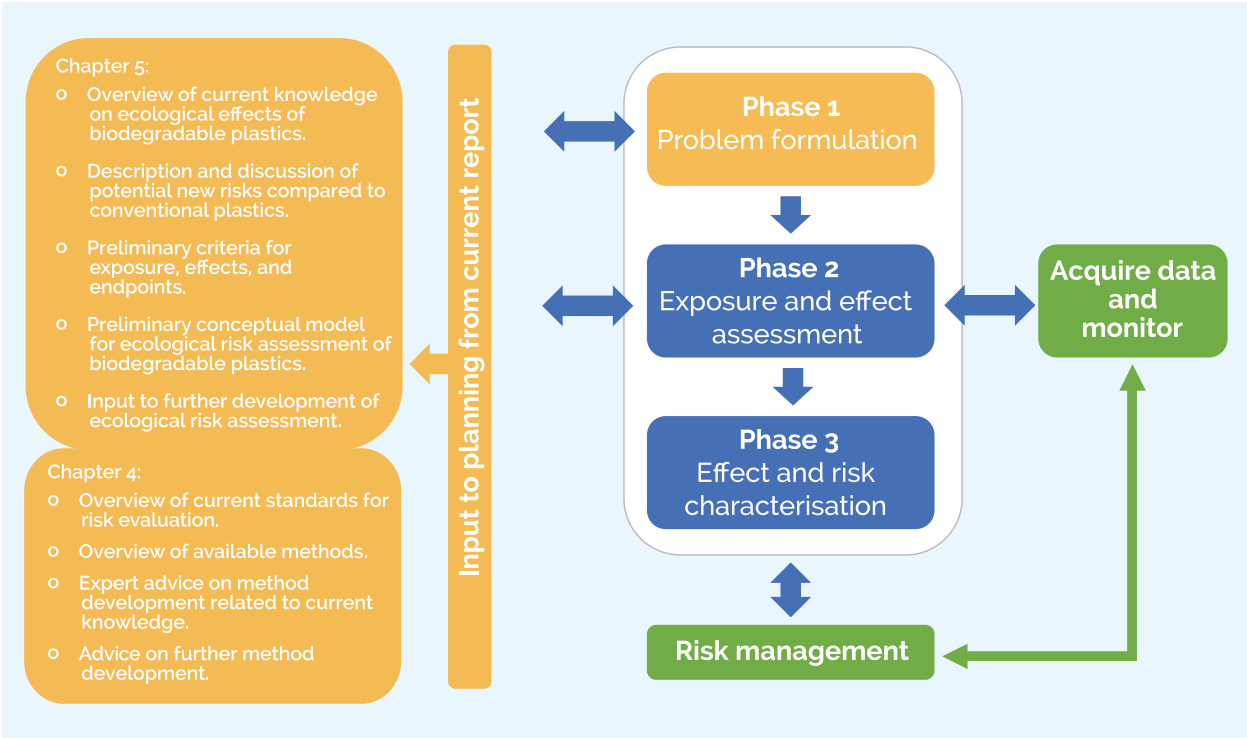 Chapter 5:
Overview of current knowledge
on ecological effects of
biodegradable plastics.
Description and discussion of
potential new risks compared to
conventional plastics.
Preliminary criteria for
exposure, effects, and
endpoints.
Preliminary conceptual model
for ecological risk assessment of
biodegradable plastics.
Input to further development of
ecological risk assessment.
Chapter 4:
Overview of current standards for
risk evaluation.
Overview of available methods.
Expert advice on method
development related to current
knowledge.
Advice on further method
development.
Input to planning from current report
Phase 1
Problem formulation
Phase 2
Exposure and effect
assessment
Phase 3
Effect and risk
characterisation
Risk management
Acquire data
and
monitor